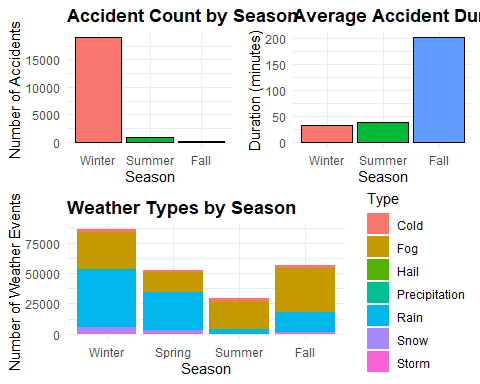 Accident Count by Season
Average Accident Du
Number of Accidents
15000
10000
5000
0
Winter Summer Fall
Season
Duration (minutes)
200
150
100
50
0
Winter Summer Fall
Season
Weather Types by Season
Number of Weather Events
75000
50000
25000
0
Winter Spring Summer Fall
Season
Type
Cold
Fog
Hail
Precipitation
Rain
Snow
Storm